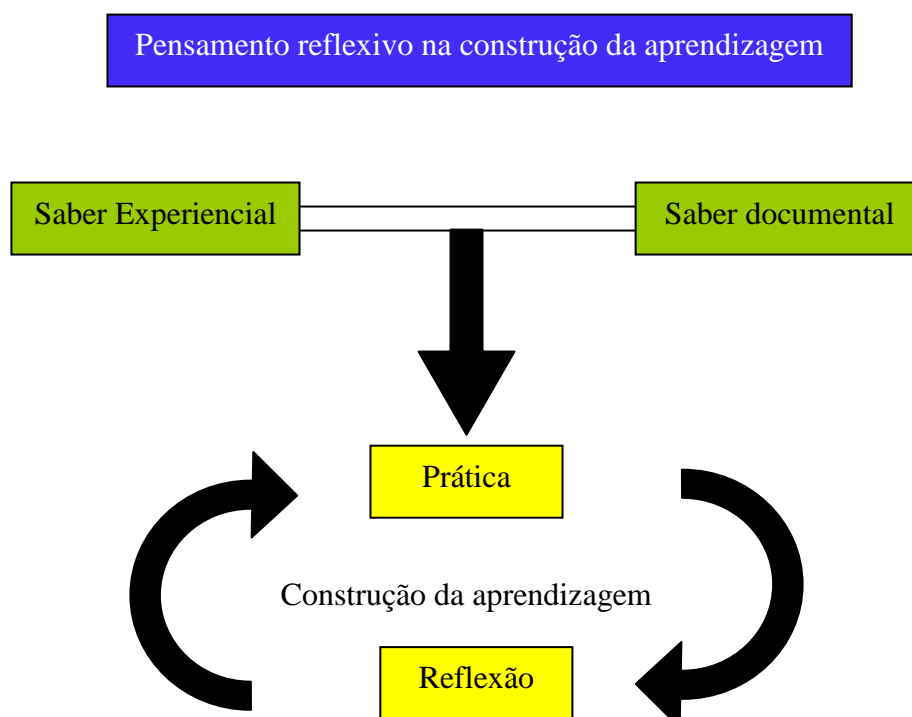 Pensamento reflexivo na construção da aprendizagem
Saber Experiencial
Saber documental
Prática
Construção da aprendizagem
Reflexão